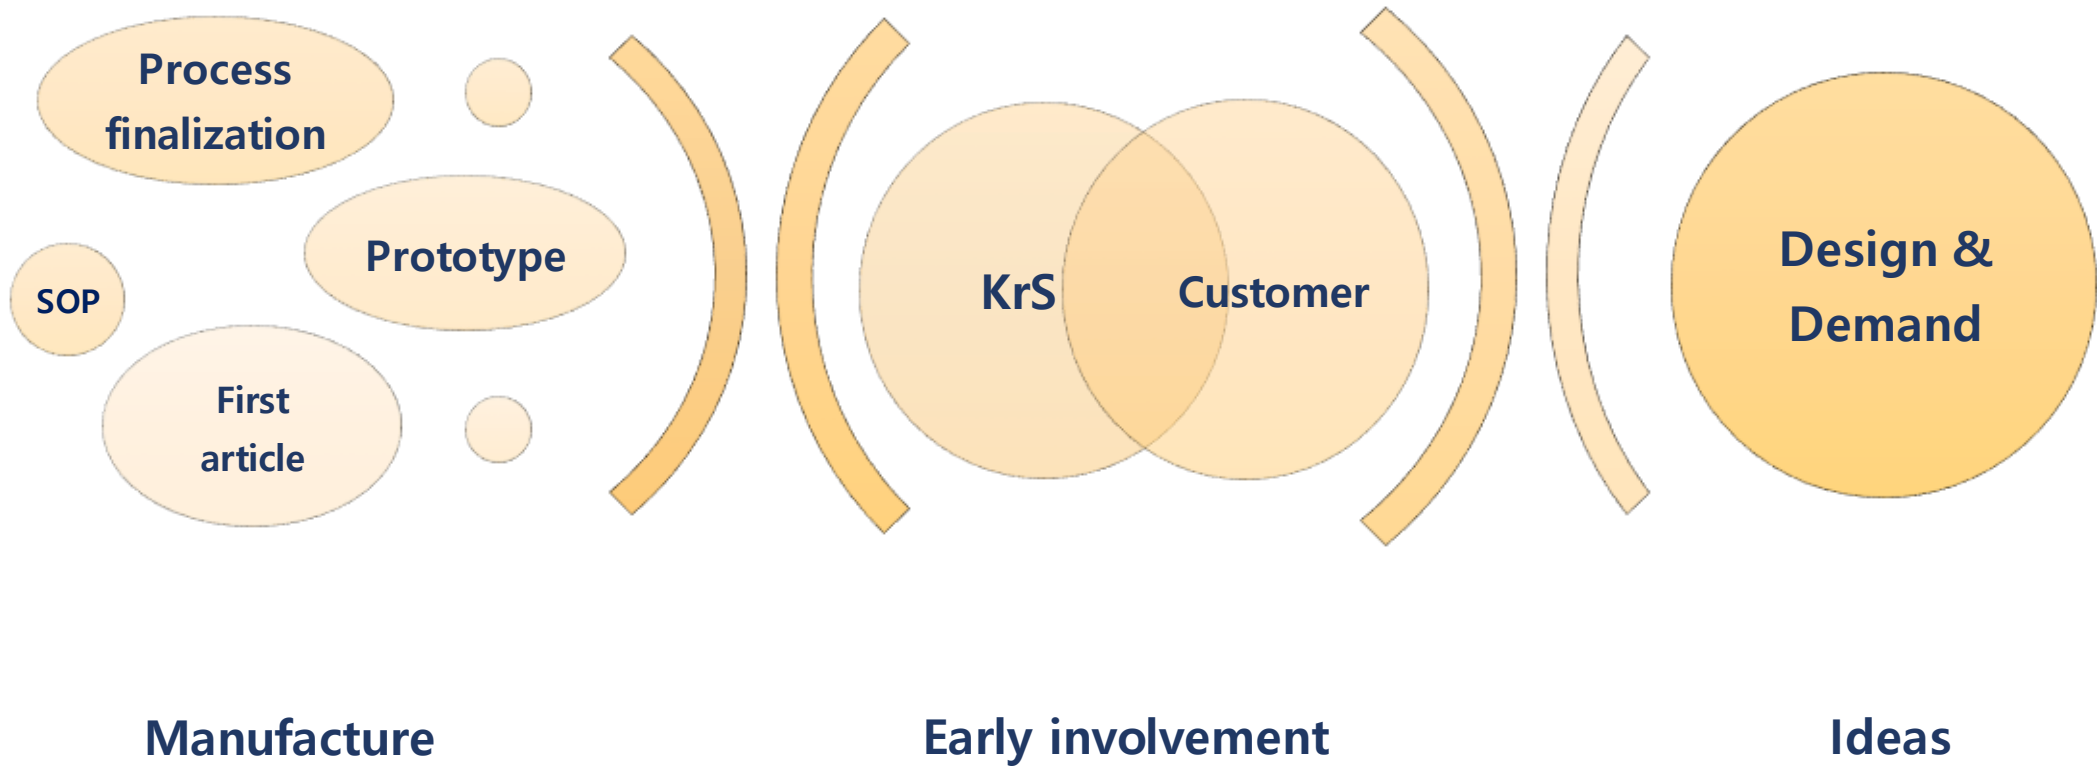 Process
finalization
Prototype
SOP
First
article
KrS
Customer
Design &
Demand
Manufacture
Early involvement
Ideas